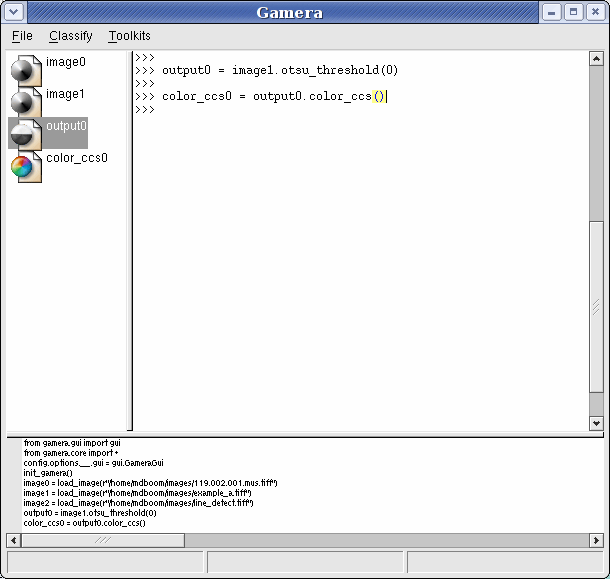 Gamera
File Classify Toolkits
image0
image1
output0
color_ccs0
>>>
>>> output0 = image1.otsu_threshold(0)
>>>
>>> color_ccs0 = output0.color_ccs()
>>>
from gamera.gui import gui
from gamera.core import *
config.options.__.gui = gui.GameraGui
init_gamera()
image0 = load_image(r"/home/mdboom/images/119.002.001.mus.tiff")
image1 = load_image(r"/home/mdboom/images/example_a.tiff")
image2 = load_image(r"/home/mdboom/images/line_detect.tiff")
output0 = image1.otsu_threshold(0)
color_ccs0 = output0.color_ccs()